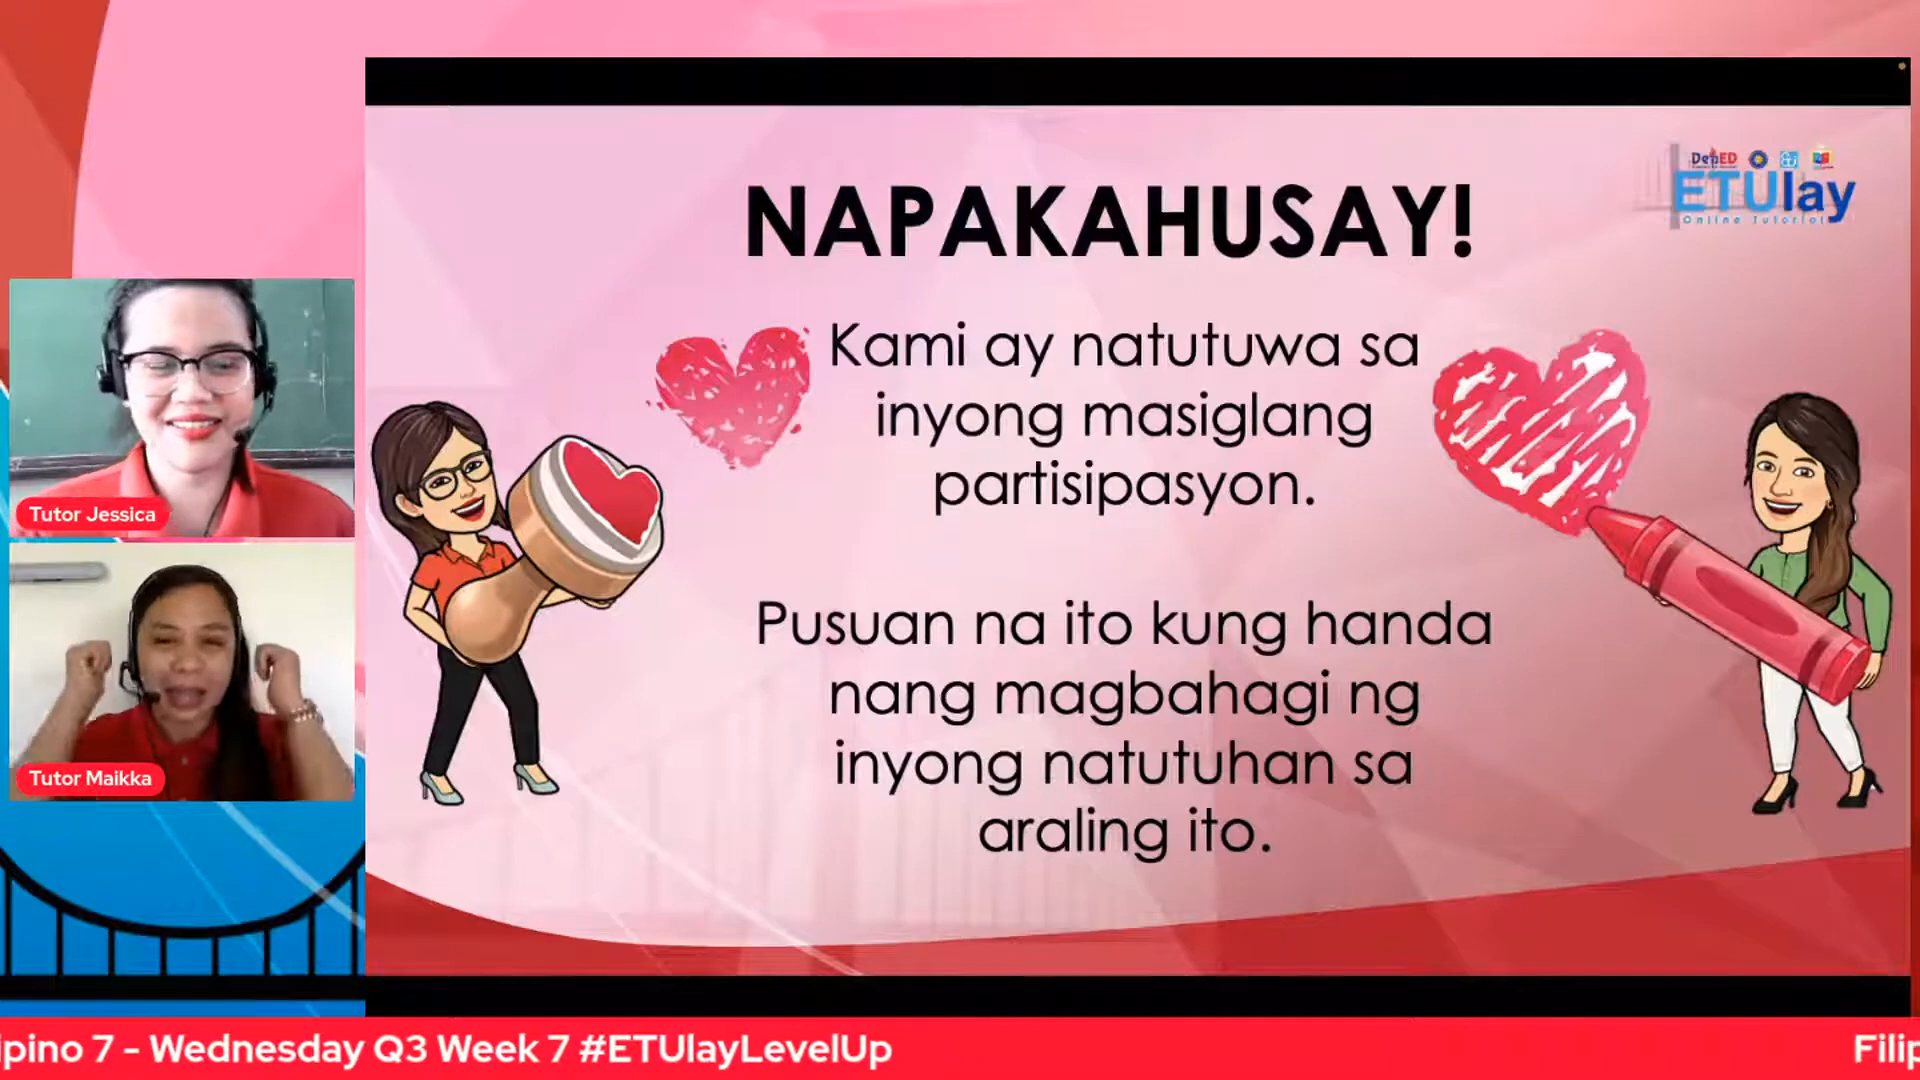 DepED
ETUlay
Online Tutorial
NAPAKAHUSAY!
Kami ay natutuwa sa
inyong masiglang
partisipasyon.
Pusuan na ito kung handa
nang magbahagi ng
inyong natutuhan sa
araling ito.
Tutor Jessica
Tutor Maikka
ipino 7 - Wednesday Q3 Week 7 #ETUlayLevelUp
Filip